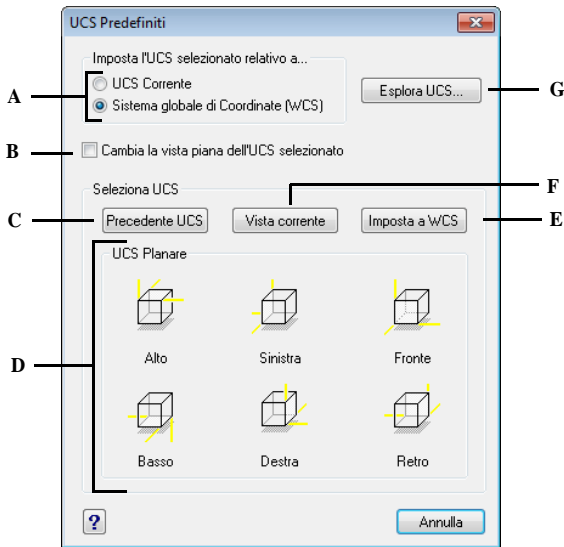 UCS Predefiniti
Imposta l'UCS selezionato relativo a...
A
UCS Corrente
Sistema globale di Coordinate (WCS)
Esplora UCS...
G
B
Cambia la vista piana dell'UCS selezionato
F
Seleziona UCS
C
Precedente UCS
Vista corrente
Imposta a WCS
E
UCS Planare
D
Alto
Sinistra
Fronte
Basso
Destra
Retro
?
Annulla